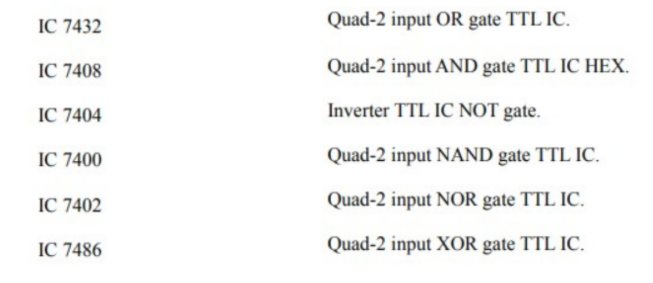 IC 7432 Quad-2 input OR gate TTL IC.
IC 7408 Quad-2 input AND gate TTL IC HEX.
IC 7404 Inverter TTL IC NOT gate.
IC 7400 Quad-2 input NAND gate TTL IC.
IC 7402 Quad-2 input NOR gate TTL IC.
IC 7486 Quad-2 input XOR gate TTL IC.